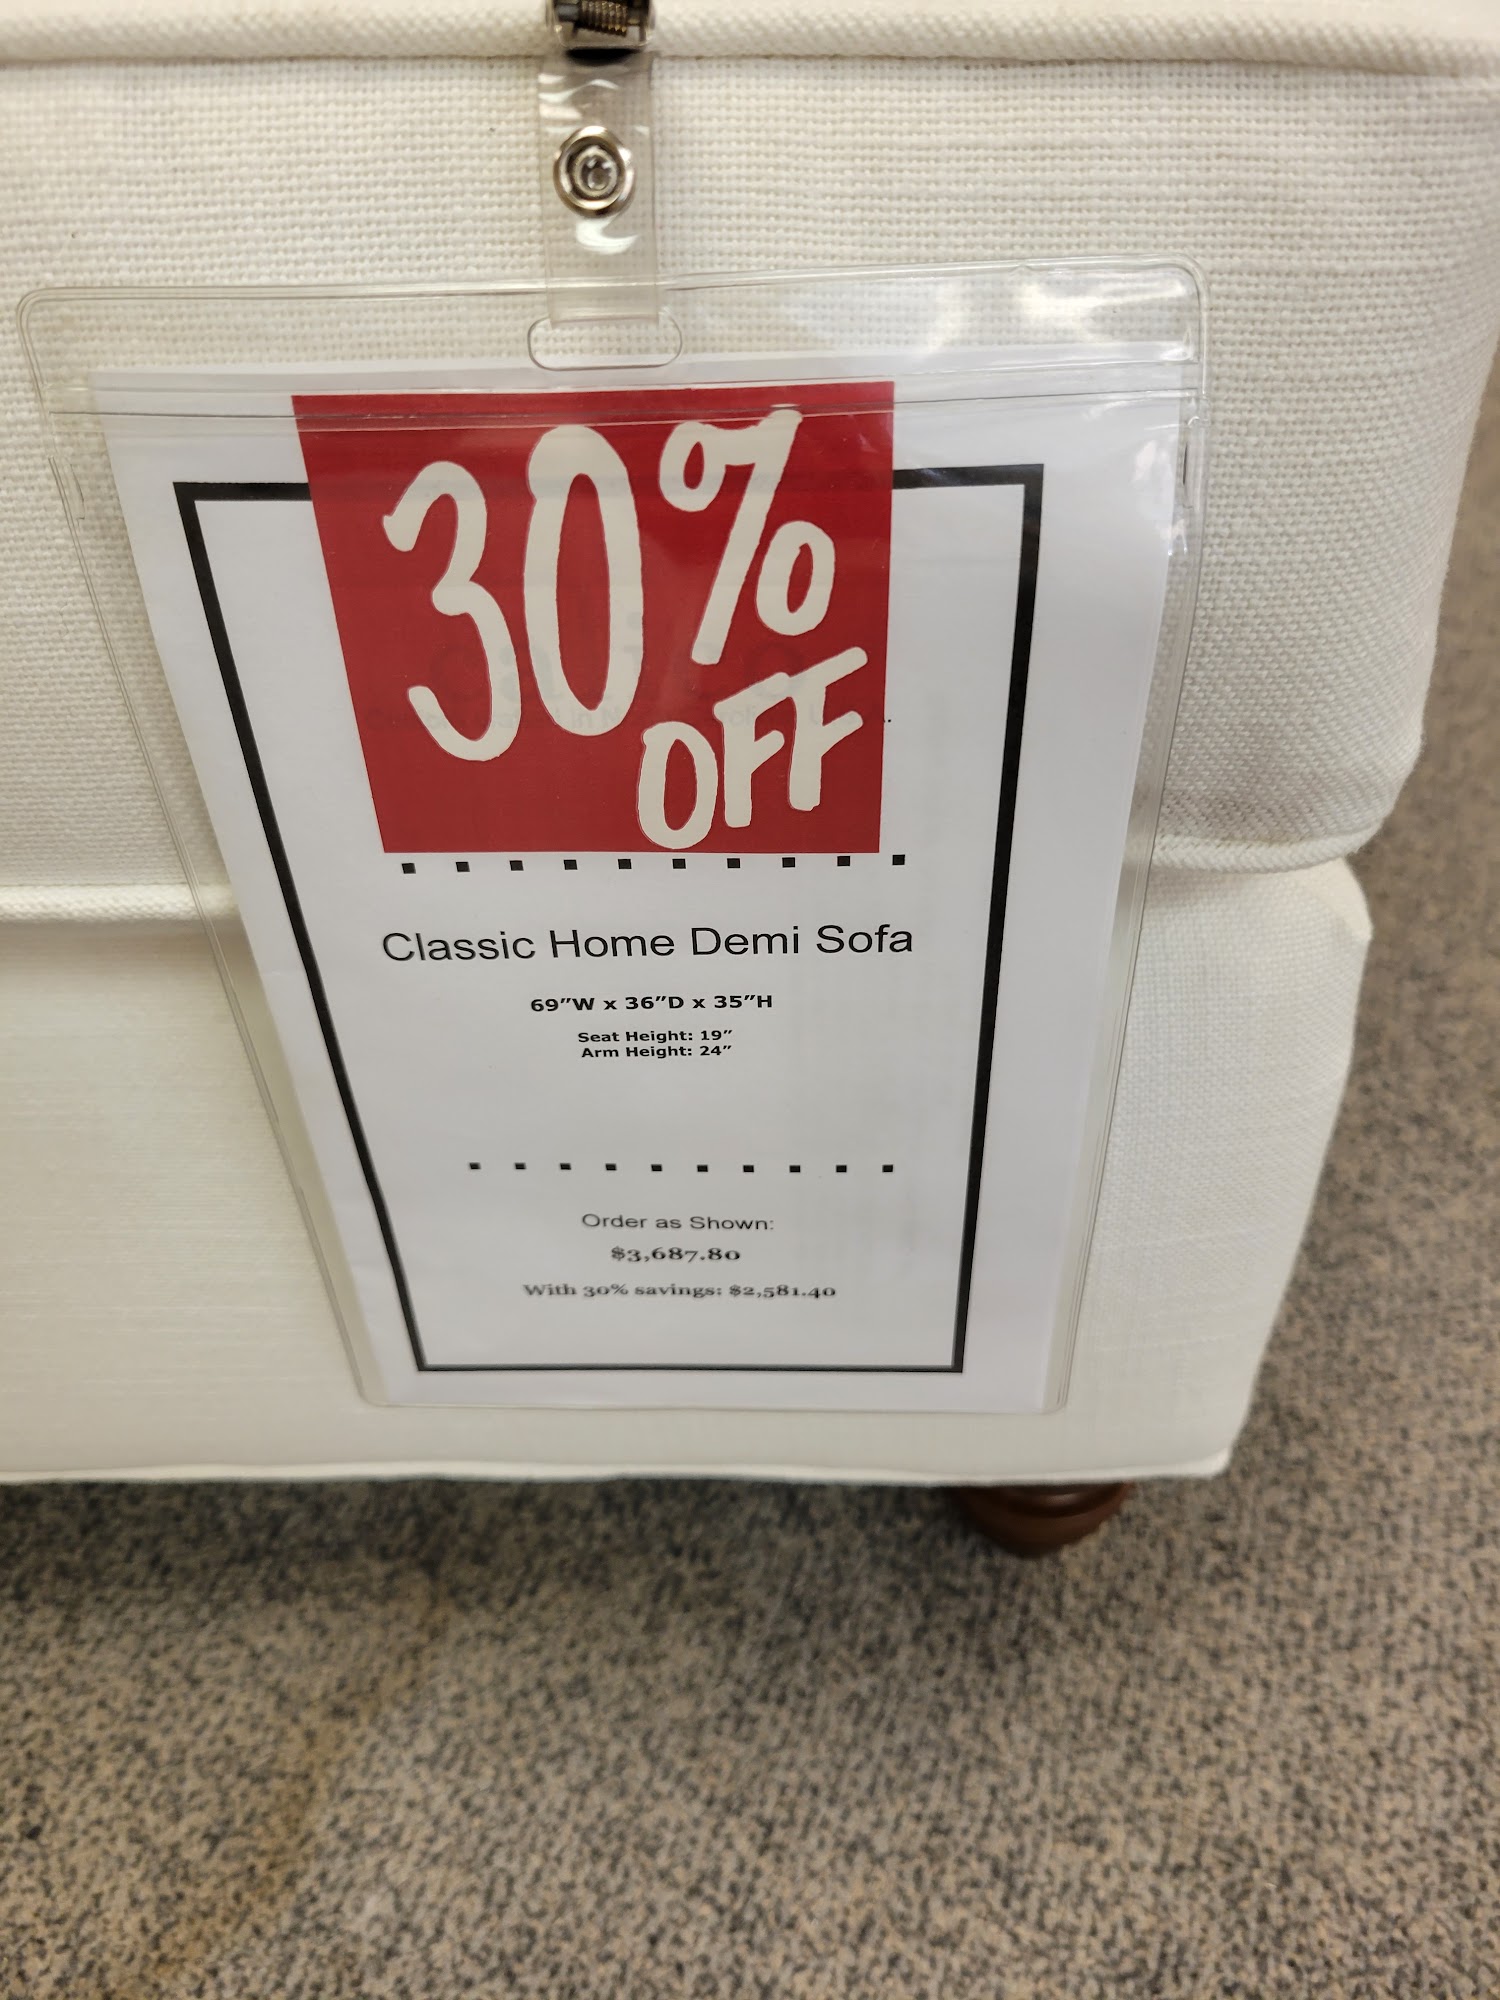 30%
OFF
Classic Home Demi Sofa
69"W x 36"D x 35"H
Seat Height: 19"
Arm Height: 24"
Order as Shown:
$3,687.80
With 30% savings: $2,581.40